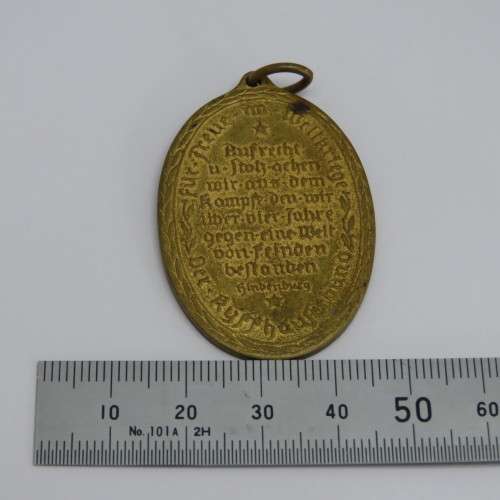 Für·Treue·im·Weltkriege
Aufrecht
u·stolz·gehen
wir·aus·dem
Kampfe·den·wir
über·vier·Jahre
gegen·eine·Welt
von·Feinden
bestanden
Hindenburg
Der·Kyffhäuserbund
10 20 30 40 50 60
No. 101A 2H